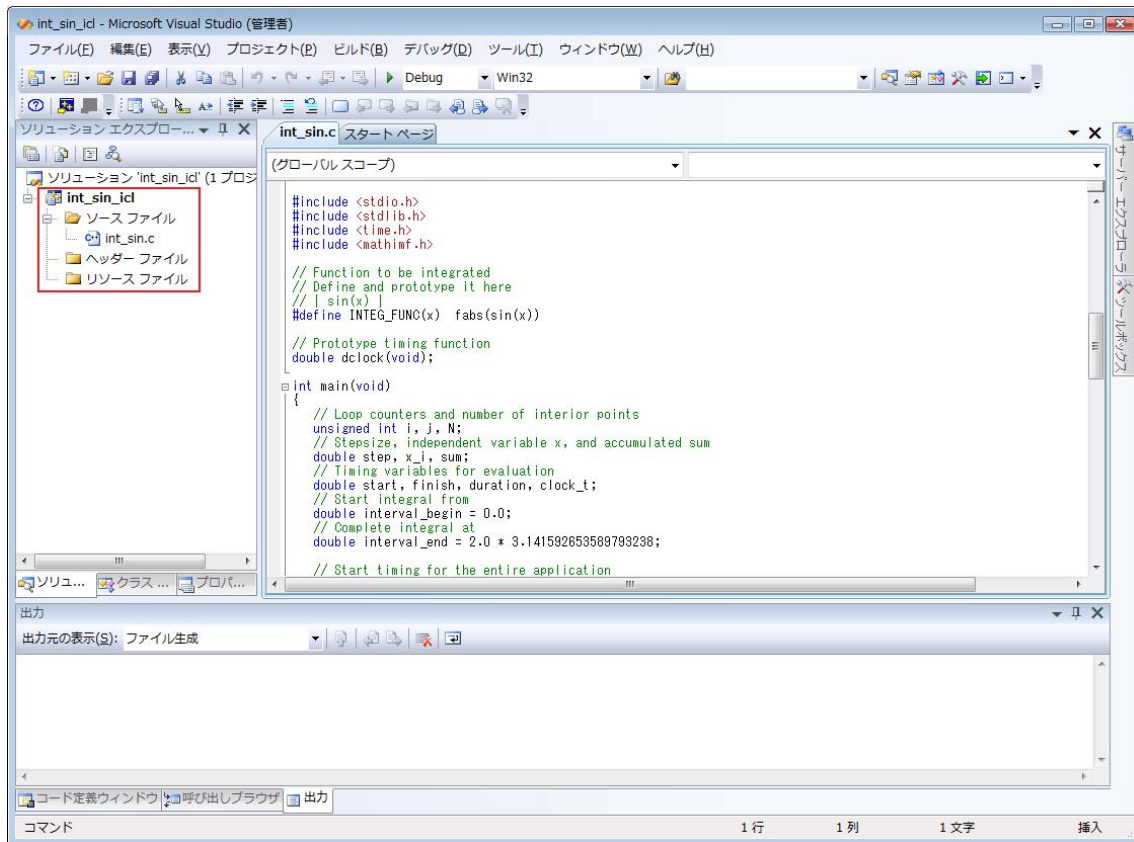 int_sin_icl - Microsoft Visual Studio (管理者)
ファイル(F) 編集(E) 表示(V) プロジェクト(P) ビルド(B) デバッグ(D) ツール(T) ウィンドウ(W) ヘルプ(H)
Debug Win32
ソリューション エクスプロー...
int_sin.c スタート ページ
(グローバル スコープ)
ソリューション 'int_sin_icl' (1 プロジ
int_sin_icl
ソース ファイル
int_sin.c
ヘッダー ファイル
リソース ファイル
#include <stdio.h>
#include <stdlib.h>
#include <time.h>
#include <mathimf.h>
// Function to be integrated
// Define and prototype it here
// | sin(x) |
#define INTEG_FUNC(x) fabs(sin(x))
// Prototype timing function
double dclock(void);
int main(void)
{
// Loop counters and number of interior points
unsigned int i, j, N;
// Stepsize, independent variable x, and accumulated sum
double step, x_i, sum;
// Timing variables for evaluation
double start, finish, duration, clock_t;
// Start integral from
double interval_begin = 0.0;
// Complete integral at
double interval_end = 2.0 * 3.141592653589793238;
// Start timing for the entire application
サーバー エクスプローラ
ツールボックス
ソリュ... クラス ... プロパ...
出力
出力元の表示(S): ファイル生成
コード定義ウィンドウ 呼び出しブラウザ 出力
コマンド 1 行 1 列 1 文字 挿入